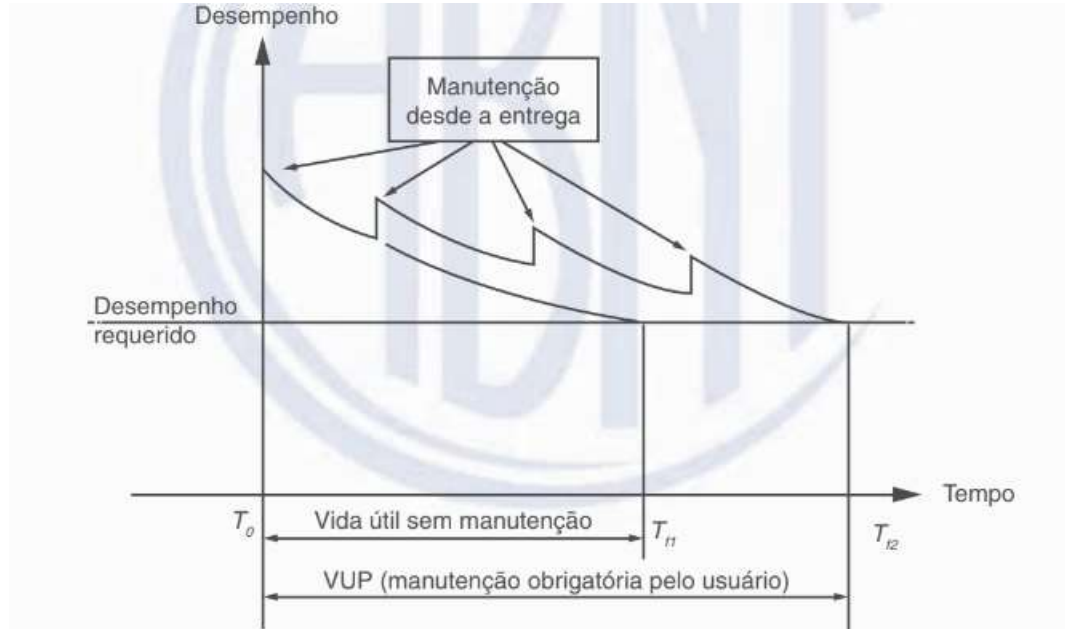 Desempenho
Manutenção
desde a entrega
Desempenho
requerido
Tempo
T0
Vida útil sem manutenção
Tf1
Tf2
VUP (manutenção obrigatória pelo usuário)
ABNT